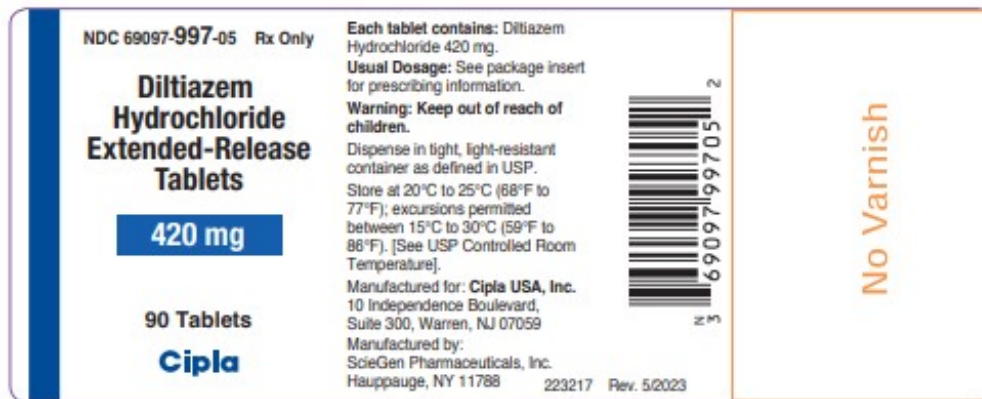 NDC 69097-997-05 Rx Only
Diltiazem
Hydrochloride
Extended-Release
Tablets
420 mg
90 Tablets
Cipla
Each tablet contains: Diltiazem
Hydrochloride 420 mg.
Usual Dosage: See package insert
for prescribing information.
Warning: Keep out of reach of
children.
Dispense in tight, light-resistant
container as defined in USP.
Store at 20°C to 25°C (68°F to
77°F); excursions permitted
between 15°C to 30°C (59°F to
86°F). [See USP Controlled Room
Temperature].
Manufactured for: Cipla USA, Inc.
10 Independence Boulevard,
Suite 300, Warren, NJ 07059
Manufactured by:
ScieGen Pharmaceuticals, Inc.
Hauppauge, NY 11788
223217 Rev. 5/2023
N
3 69097 99705 2
No Varnish